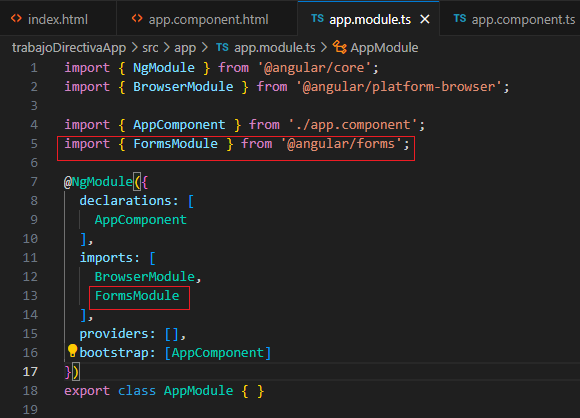 index.html app.component.html TS app.module.ts TS app.component.ts
trabajoDirectivaApp > src > app > TS app.module.ts > AppModule
1 import { NgModule } from '@angular/core';
2 import { BrowserModule } from '@angular/platform-browser';
3
4 import { AppComponent } from './app.component';
5 import { FormsModule } from '@angular/forms';
6
7 @NgModule({
8 declarations: [
9 AppComponent
10 ],
11 imports: [
12 BrowserModule,
13 FormsModule
14 ],
15 providers: [],
16 bootstrap: [AppComponent]
17 })
18 export class AppModule { }